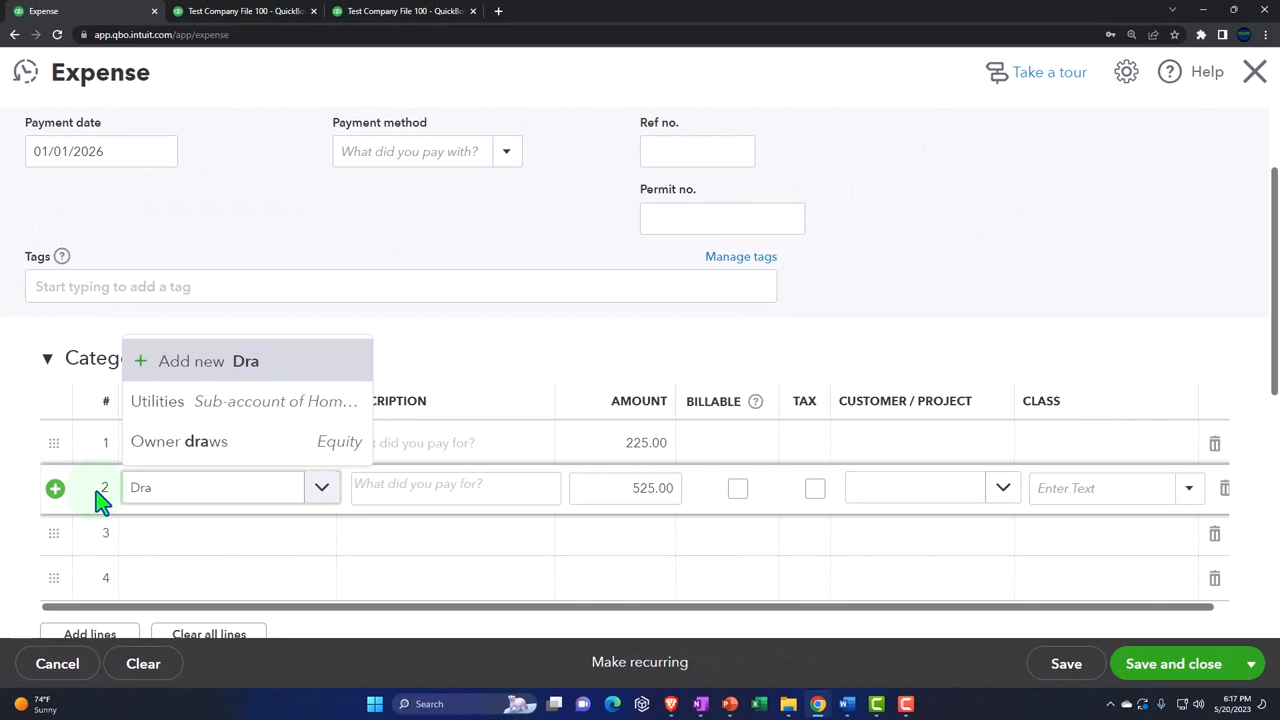 Expense
Test Company File 100 - QuickBo
Test Company File 100 - QuickBo
app.qbo.intuit.com/app/expense
Expense
Take a tour
Help
Payment date
Payment method
Ref no.
01/01/2026
What did you pay with?
Permit no.
Tags
Manage tags
Start typing to add a tag
Categ
+ Add new Dra
Utilities Sub-account of Hom...
Owner draws Equity
# CRIPTION AMOUNT BILLABLE TAX CUSTOMER / PROJECT CLASS
1 t did you pay for? 225.00
2 Dra What did you pay for? 525.00 Enter Text
3
4
Add lines
Clear all lines
Cancel
Clear
Make recurring
Save
Save and close
74°F
Sunny
Search
6:17 PM
5/20/2023